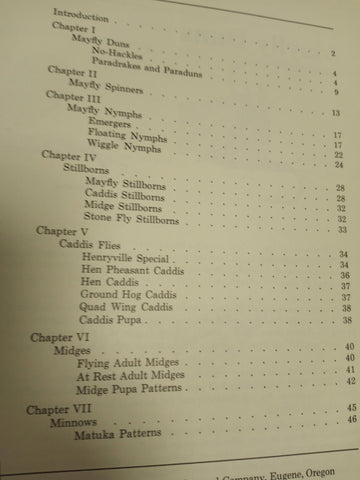 Introduction . . . 2
Chapter I
Mayfly Duns . . . 4
No-Hackles . . . 4
Paradrakes and Paraduns . . . 9
Chapter II
Mayfly Spinners . . . 13
Chapter III
Mayfly Nymphs . . . 17
Emergers . . . 17
Floating Nymphs . . . 22
Wiggle Nymphs . . . 24
Chapter IV
Stillborns . . . 28
Mayfly Stillborns . . . 28
Caddis Stillborns . . . 32
Midge Stillborns . . . 32
Stone Fly Stillborns . . . 33
Chapter V
Caddis Flies . . . 34
Henryville Special . . . 34
Hen Pheasant Caddis . . . 36
Hen Caddis . . . 37
Ground Hog Caddis . . . 37
Quad Wing Caddis . . . 38
Caddis Pupa . . . 38
Chapter VI
Midges . . . 40
Flying Adult Midges . . . 40
At Rest Adult Midges . . . 41
Midge Pupa Patterns . . . 42
Chapter VII
Minnows . . . 45
Matuka Patterns . . . 46
Company, Eugene, Oregon